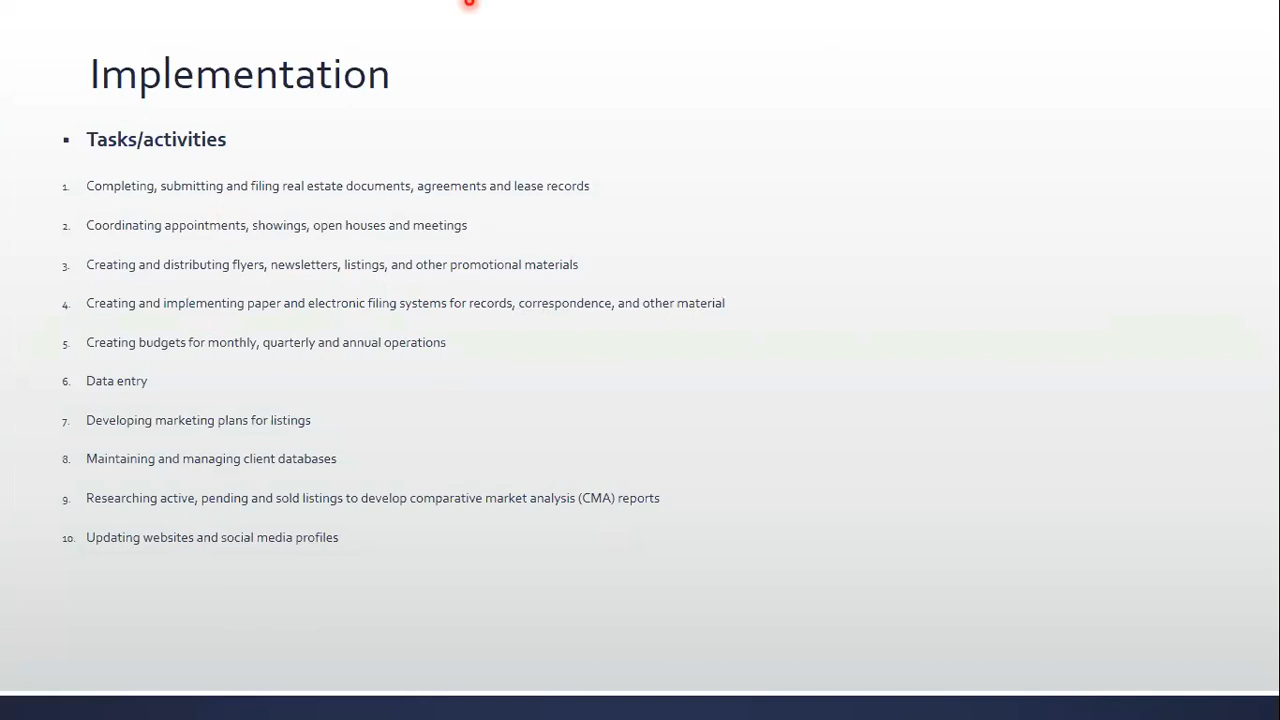 Implementation
▪ Tasks/activities
1. Completing, submitting and filing real estate documents, agreements and lease records
2. Coordinating appointments, showings, open houses and meetings
3. Creating and distributing flyers, newsletters, listings, and other promotional materials
4. Creating and implementing paper and electronic filing systems for records, correspondence, and other material
5. Creating budgets for monthly, quarterly and annual operations
6. Data entry
7. Developing marketing plans for listings
8. Maintaining and managing client databases
9. Researching active, pending and sold listings to develop comparative market analysis (CMA) reports
10. Updating websites and social media profiles